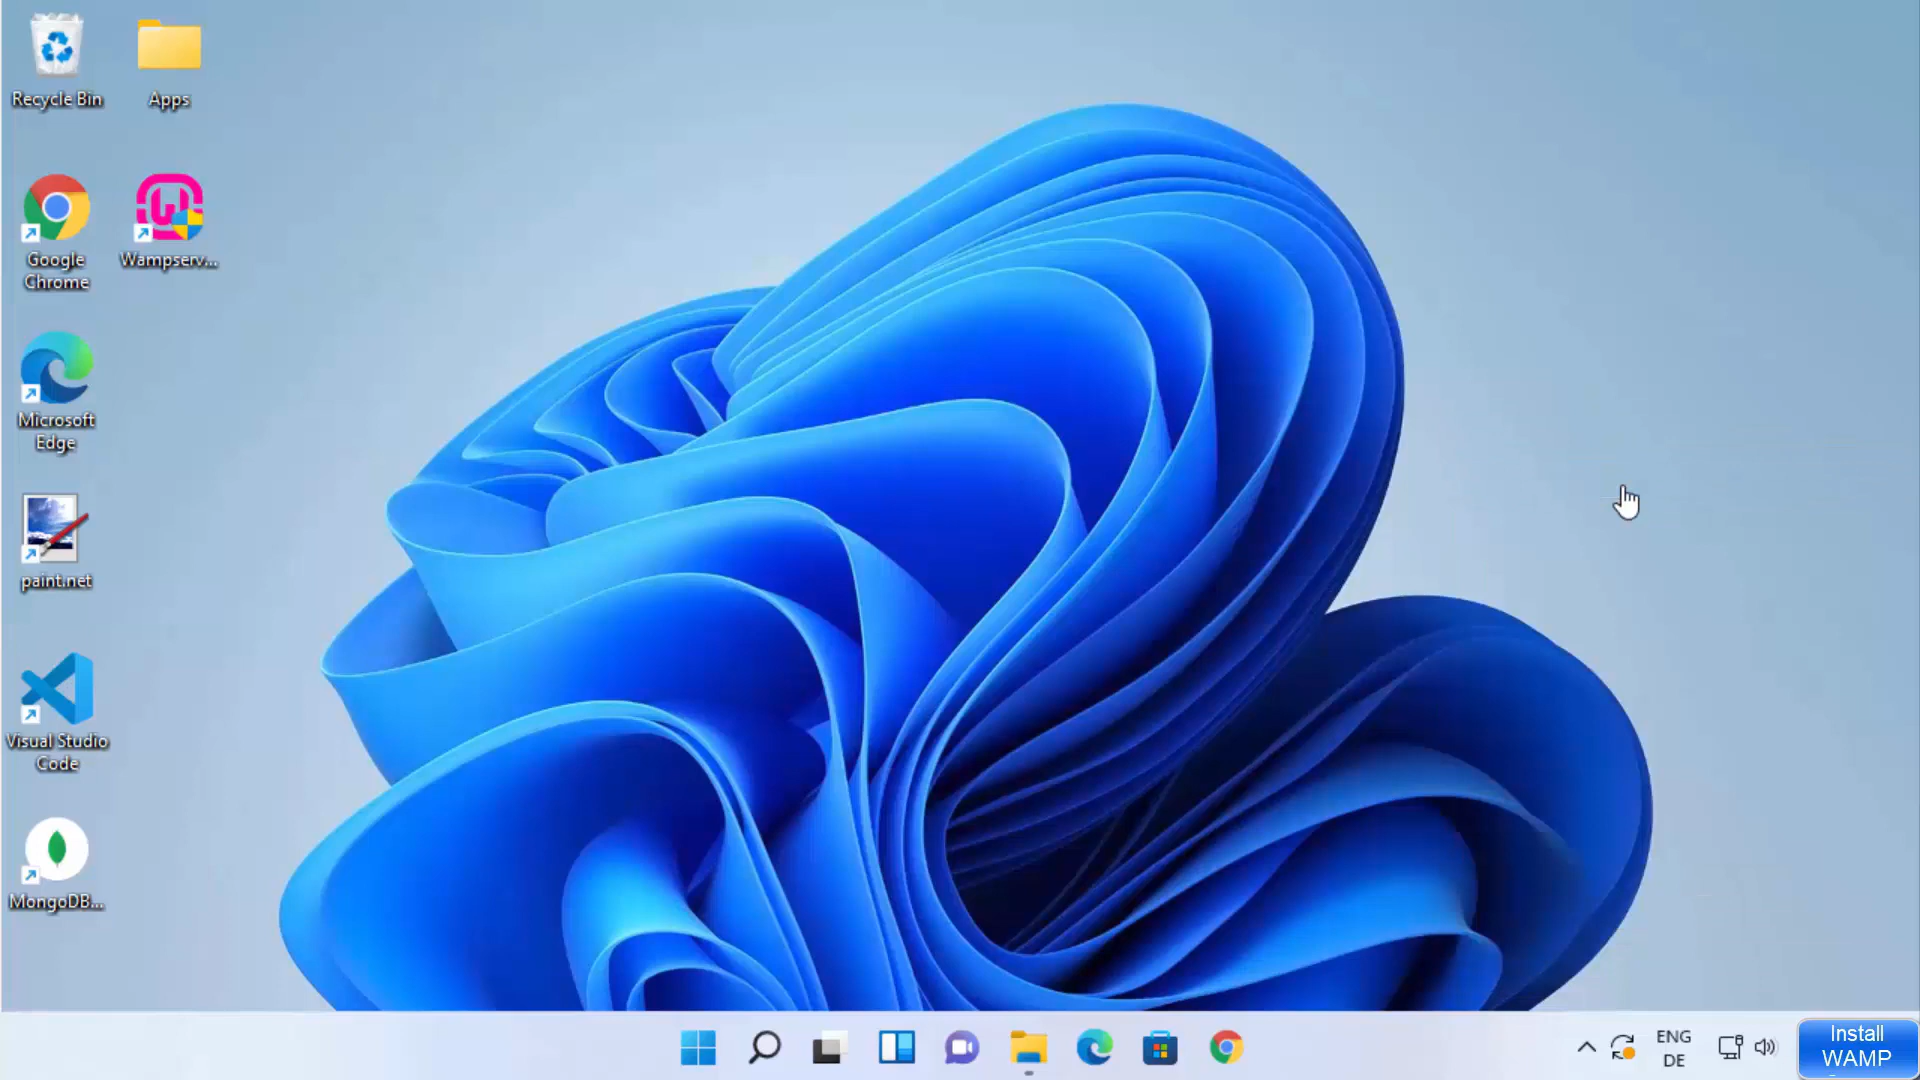 Recycle Bin
Apps
Google
Chrome
Wampserv...
Microsoft
Edge
paint.net
Visual Studio
Code
MongoDB...
ENG
DE
Install
WAMP